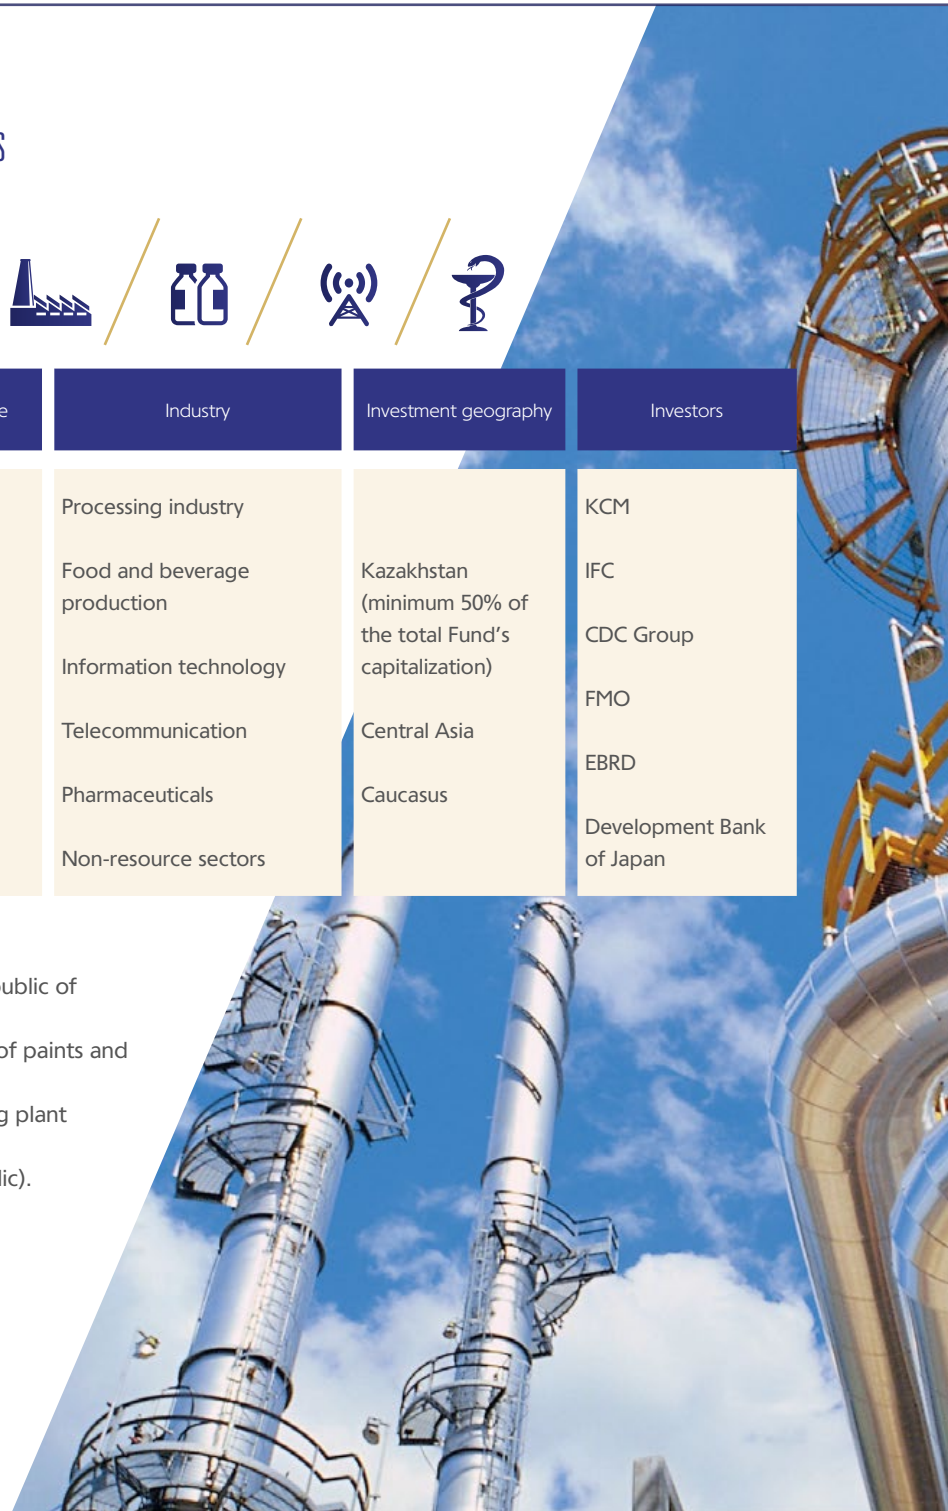 S
e
Industry
Investment geography
Investors
Processing industry
Food and beverage
production
Information technology
Telecommunication
Pharmaceuticals
Non-resource sectors
Kazakhstan
(minimum 50% of
the total Fund’s
capitalization)
Central Asia
Caucasus
KCM
IFC
CDC Group
FMO
EBRD
Development Bank
of Japan
ublic of
of paints and
g plant
lic).